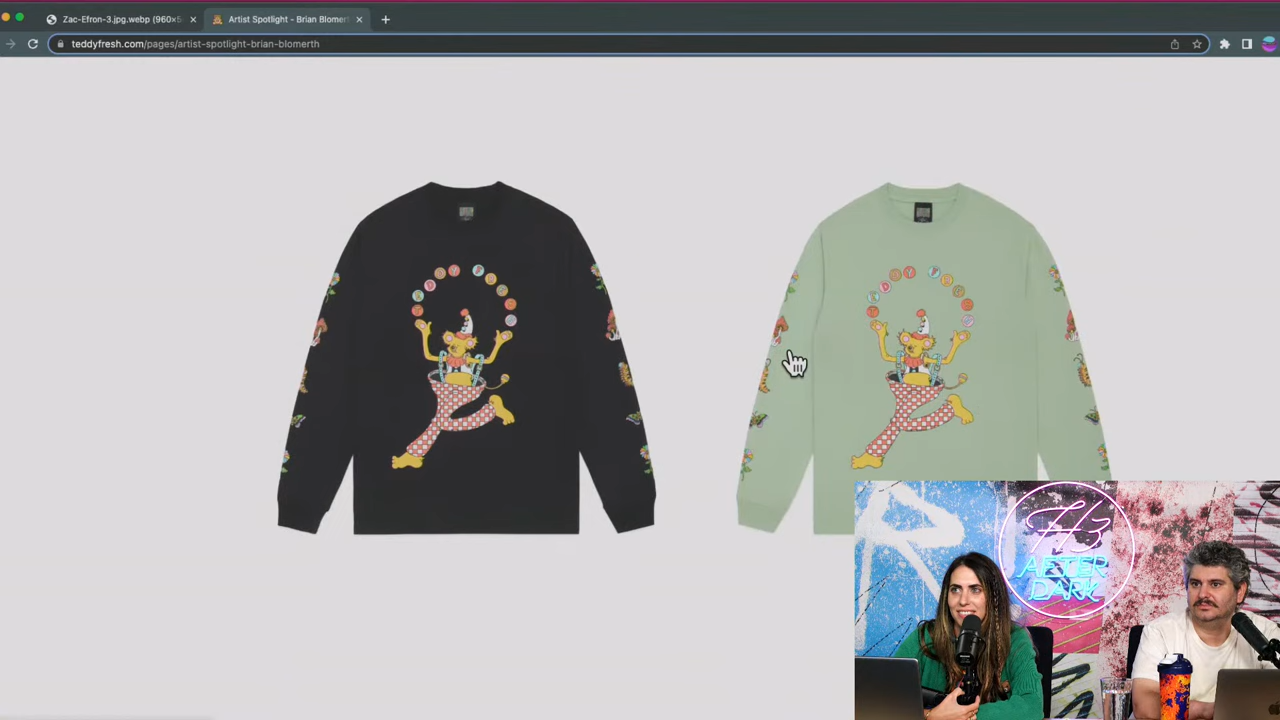 Zac-Efron-3.jpg.webp (960×5
Artist Spotlight - Brian Blomert
teddyfresh.com/pages/artist-spotlight-brian-blomerth
H3
AFTER
DARK